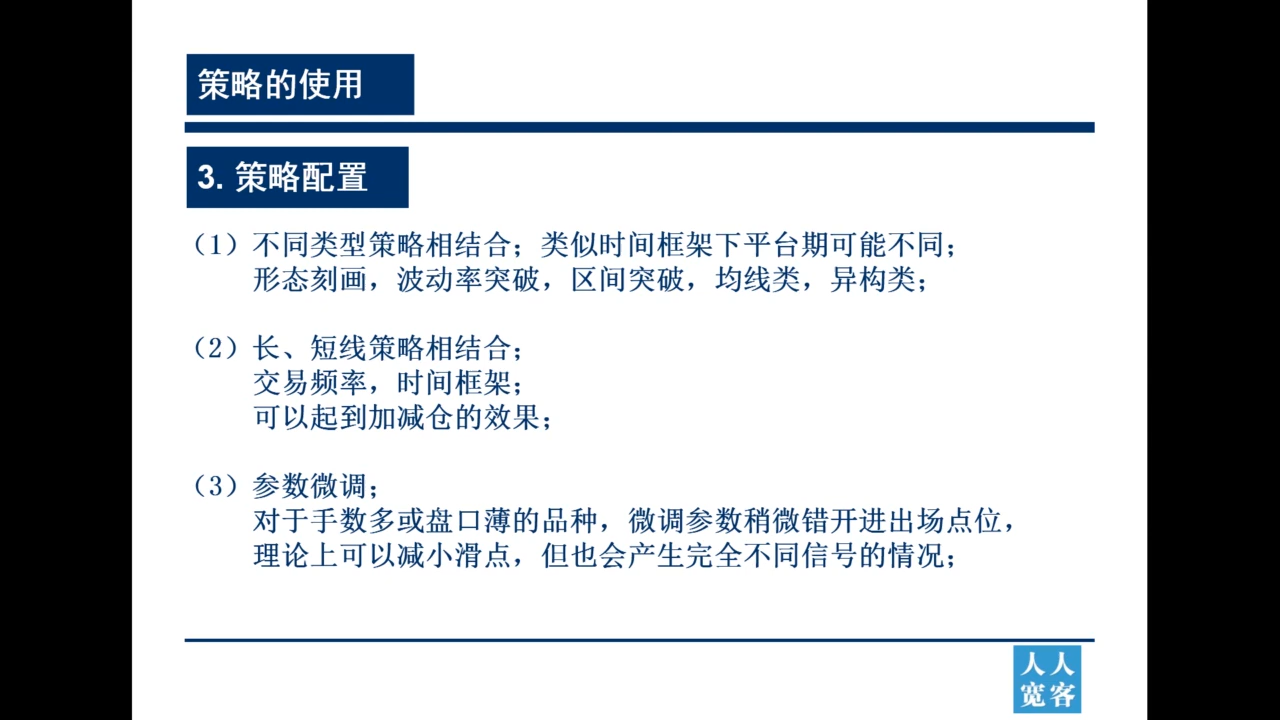 策略的使用
3. 策略配置
（1）不同类型策略相结合；类似时间框架下平台期可能不同；
形态刻画，波动率突破，区间突破，均线类，异构类；
（2）长、短线策略相结合；
交易频率，时间框架；
可以起到加减仓的效果；
（3）参数微调；
对于手数多或盘口薄的品种，微调参数稍微错开进出场点位，
理论上可以减小滑点，但也会产生完全不同信号的情况；
人人
宽客